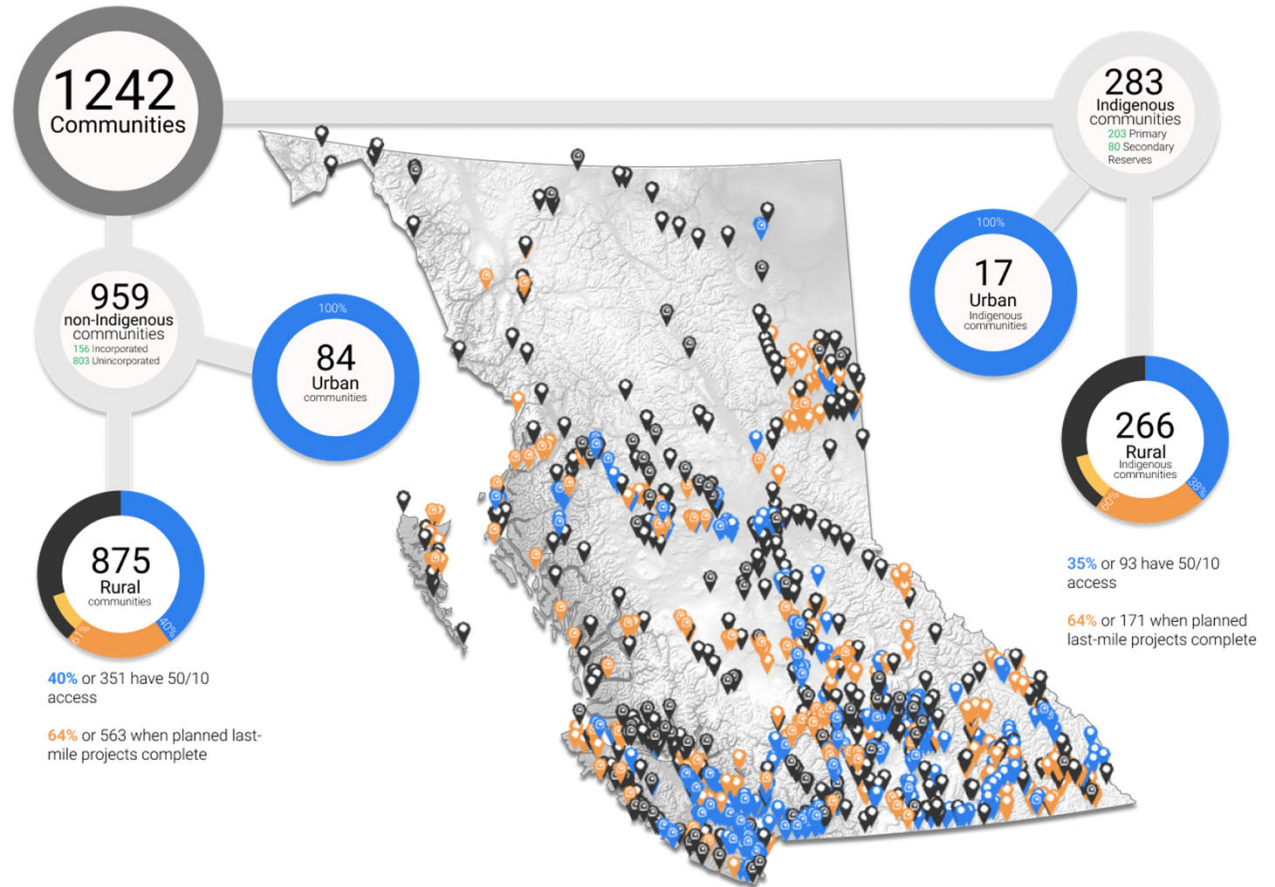 1242
Communities
283
Indigenous
communities
203 Primary
80 Secondary
Reserves
959
non-Indigenous
communities
156 Incorporated
803 Unincorporated
100%
84
Urban
communities
100%
17
Urban
Indigenous
communities
875
Rural
communities
61%
40%
40% or 351 have 50/10
access
64% or 563 when planned last-
mile projects complete
266
Rural
Indigenous
communities
60%
38%
35% or 93 have 50/10
access
64% or 171 when planned
last-mile projects complete